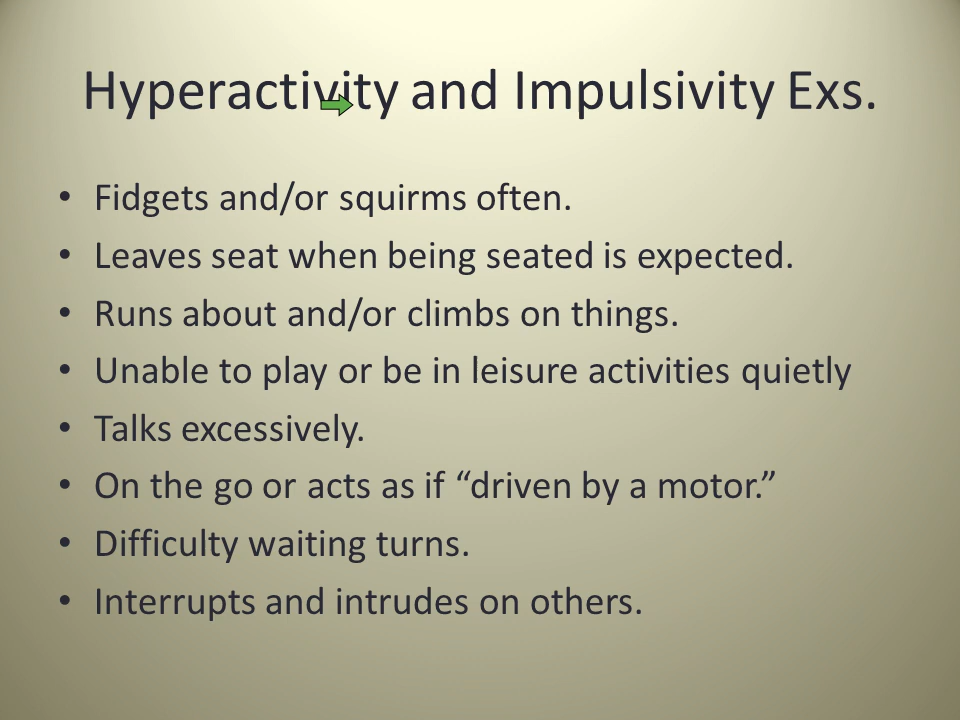 Hyperactivity and Impulsivity Exs.
• Fidgets and/or squirms often.
• Leaves seat when being seated is expected.
• Runs about and/or climbs on things.
• Unable to play or be in leisure activities quietly
• Talks excessively.
• On the go or acts as if “driven by a motor.”
• Difficulty waiting turns.
• Interrupts and intrudes on others.